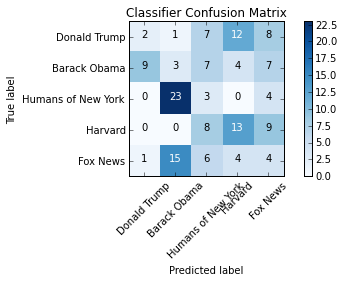 Classifier Confusion Matrix
True label
Donald Trump 2 1 7 12 8
Barack Obama 9 3 7 4 7
Humans of New York 0 23 3 0 4
Harvard 0 0 8 13 9
Fox News 1 15 6 4 4
Donald Trump
Barack Obama
Humans of New York
Harvard
Fox News
Predicted label
22.5
20.0
17.5
15.0
12.5
10.0
7.5
5.0
2.5
0.0